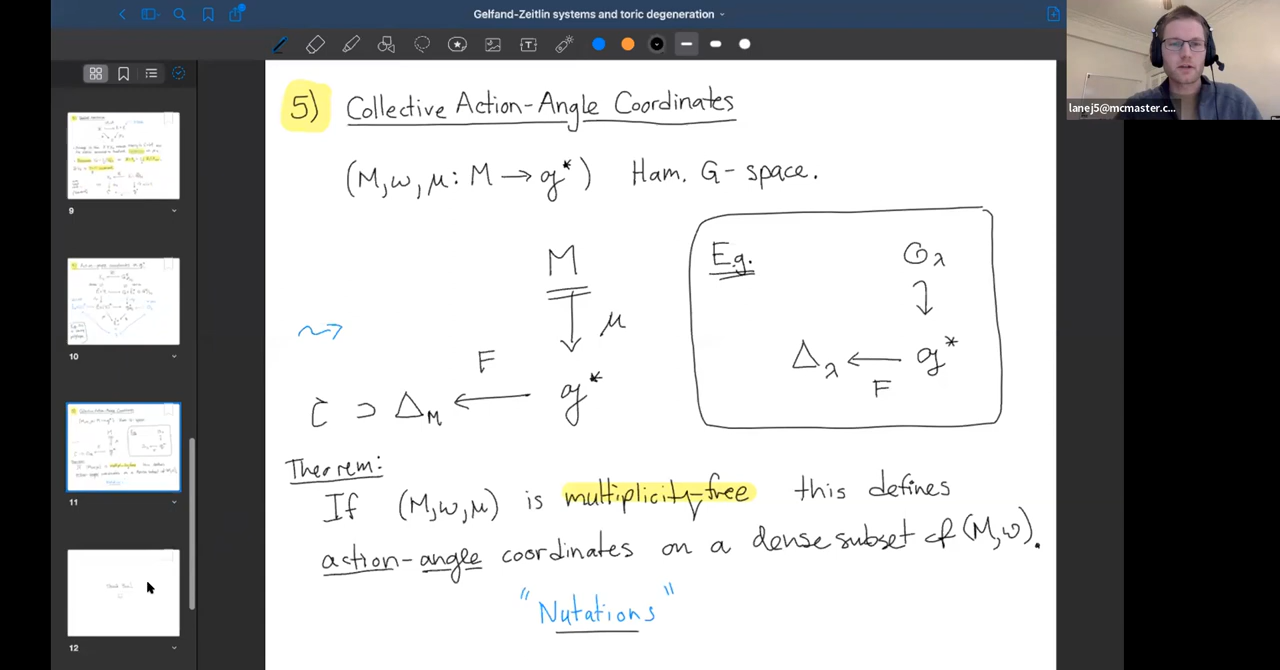 Gelfand-Zeitlin systems and toric degeneration
lanej5@mcmaster.c...
5) Collective Action-Angle Coordinates
(M, ω, μ: M → g*) Ham. G-space.
M
μ
F
C ⊃ Δ_M ← g*
E.g.
O_λ
Δ_λ ← g*
F
Theorem:
If (M,ω,μ) is multiplicity-free this defines
action-angle coordinates on a dense subset of (M,ω).
"Nutations"
9
10
11
12